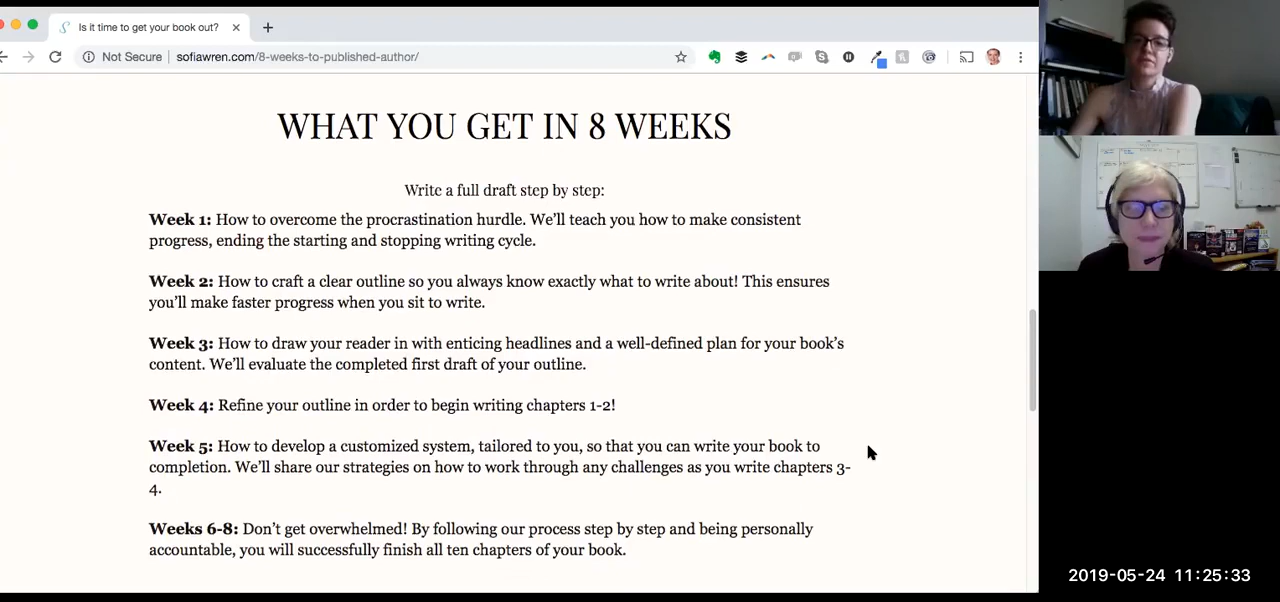 Is it time to get your book out?
Not Secure | sofiawren.com/8-weeks-to-published-author/
WHAT YOU GET IN 8 WEEKS
Write a full draft step by step:
Week 1: How to overcome the procrastination hurdle. We’ll teach you how to make consistent
progress, ending the starting and stopping writing cycle.
Week 2: How to craft a clear outline so you always know exactly what to write about! This ensures
you’ll make faster progress when you sit to write.
Week 3: How to draw your reader in with enticing headlines and a well-defined plan for your book’s
content. We’ll evaluate the completed first draft of your outline.
Week 4: Refine your outline in order to begin writing chapters 1-2!
Week 5: How to develop a customized system, tailored to you, so that you can write your book to
completion. We’ll share our strategies on how to work through any challenges as you write chapters 3-
4.
Weeks 6-8: Don’t get overwhelmed! By following our process step by step and being personally
accountable, you will successfully finish all ten chapters of your book.
2019-05-24 11:25:33